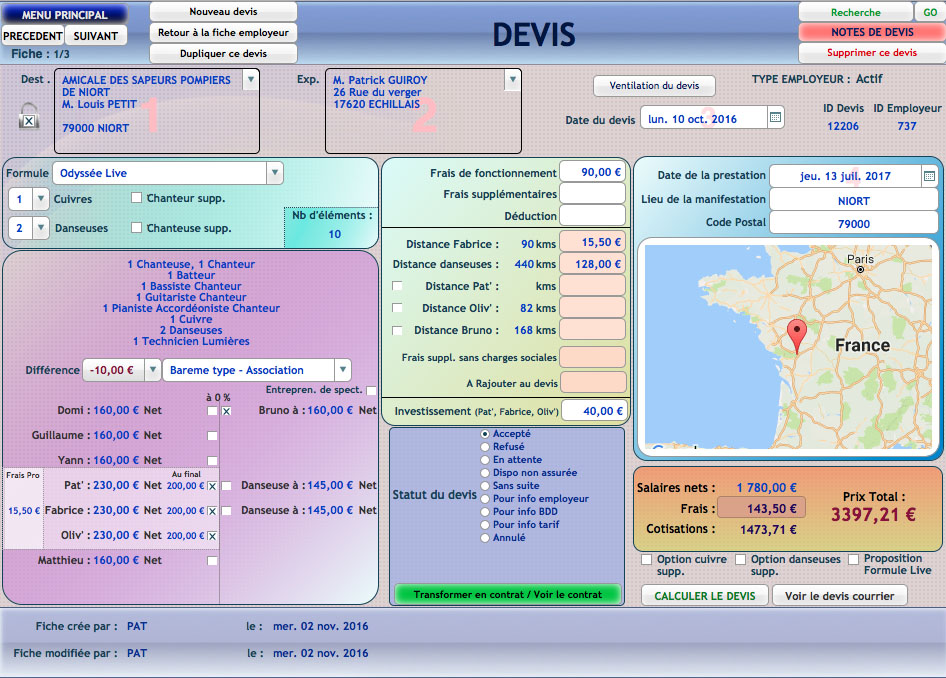 MENU PRINCIPAL
PRECEDENT SUIVANT
Fiche : 1/3
Nouveau devis
Retour à la fiche employeur
Dupliquer ce devis
DEVIS
Recherche GO
NOTES DE DEVIS
Supprimer ce devis
Dest .
AMICALE DES SAPEURS POMPIERS
DE NIORT
M. Louis PETIT
79000 NIORT
1
Exp.
M. Patrick GUIROY
26 Rue du verger
17620 ECHILLAIS
2
Ventilation du devis
TYPE EMPLOYEUR : Actif
Date du devis lun. 10 oct. 2016
3
ID Devis ID Employeur
12206 737
Formule Odyssée Live
1 Cuivres Chanteur supp.
2 Danseuses Chanteuse supp.
Nb d'éléments :
10
1 Chanteuse, 1 Chanteur
1 Batteur
1 Bassiste Chanteur
1 Guitariste Chanteur
1 Pianiste Accordéoniste Chanteur
1 Cuivre
2 Danseuses
1 Technicien Lumières
Différence -10,00 € Bareme type - Association
Entrepren. de spect.
à 0 %
Domi : 160,00 € Net Bruno à : 160,00 € Net
Guillaume : 160,00 € Net
Yann : 160,00 € Net
Frais Pro Au final
Pat' : 230,00 € Net 200,00 € Danseuse à : 145,00 € Net
15,50 € Fabrice : 230,00 € Net 200,00 € Danseuse à : 145,00 € Net
Oliv' : 230,00 € Net 200,00 €
Matthieu : 160,00 € Net
Frais de fonctionnement 90,00 €
Frais supplémentaires
Déduction
Distance Fabrice : 90 kms 15,50 €
Distance danseuses : 440 kms 128,00 €
Distance Pat' : kms
Distance Oliv' : 82 kms
Distance Bruno : 168 kms
Frais suppl. sans charges sociales
A Rajouter au devis
Investissement (Pat', Fabrice, Oliv') 40,00 €
Statut du devis
Accepté
Refusé
En attente
Dispo non assurée
Sans suite
Pour info employeur
Pour info BDD
Pour info tarif
Annulé
Transformer en contrat / Voir le contrat
Date de la prestation jeu. 13 juil. 2017
4
Lieu de la manifestation NIORT
Code Postal 79000
Paris
France
Salaires nets : 1 780,00 €
Frais : 143,50 €
Cotisations : 1473,71 €
Prix Total :
3397,21 €
Option cuivre supp.
Option danseuses supp.
Proposition Formule Live
CALCULER LE DEVIS Voir le devis courrier
Fiche crée par : PAT le : mer. 02 nov. 2016
Fiche modifiée par : PAT le : mer. 02 nov. 2016